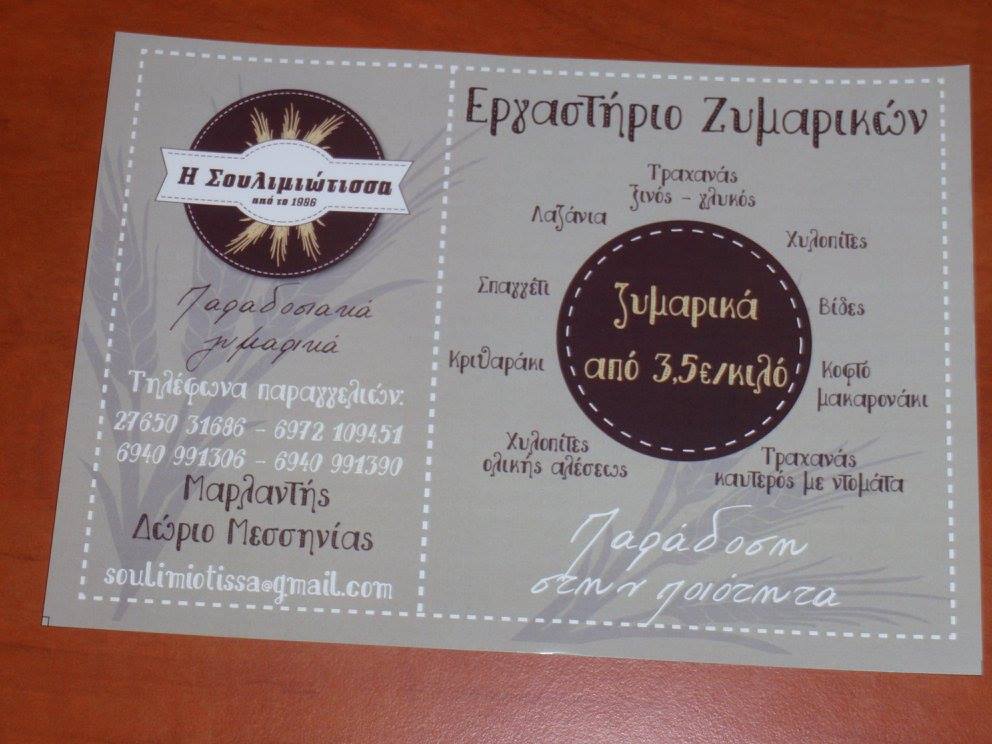 Η Σουλιμιώτισσα
από το 1986
Παραδοσιακά
ζυμαρικά
Τηλέφωνα παραγγελιών:
27650 31686 - 6972 109451
6940 991306 - 6940 991390
Μαρλαντής
Δώριο Μεσσηνίας
soulimiotissa@gmail.com
Εργαστήριο Ζυμαρικών
Τραχανάς
ξινός - γλυκός
Λαζάνια
Χυλοπίτες
Σπαγγέτι
Βίδες
Κριθαράκι
Κοφτό
μακαρονάκι
Χυλοπίτες
ολικής αλέσεως
Τραχανάς
καυτερός με ντομάτα
ζυμαρικά
από 3,5€/κιλό
Παράδοση
στην ποιότητα